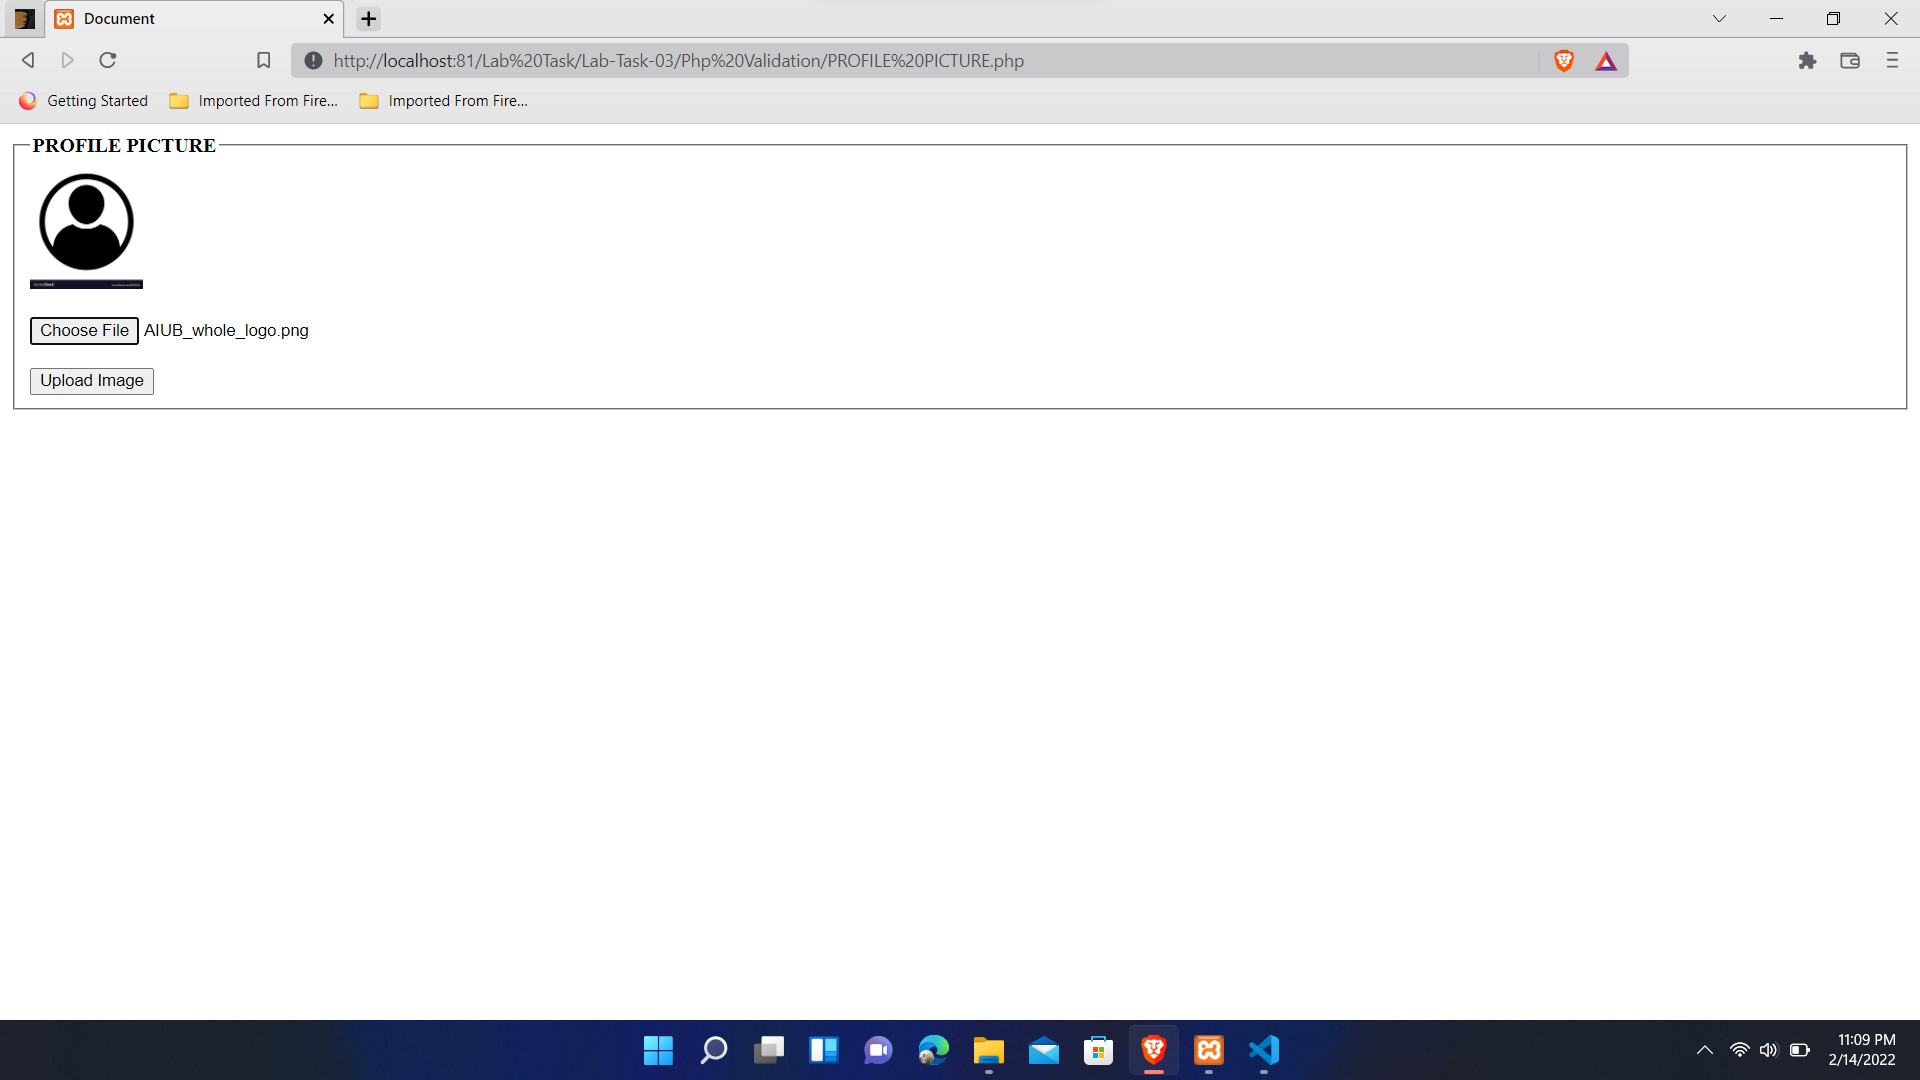 Document
http://localhost:81/Lab%20Task/Lab-Task-03/Php%20Validation/PROFILE%20PICTURE.php
Getting Started
Imported From Fire...
Imported From Fire...
PROFILE PICTURE
Choose File AIUB_whole_logo.png
Upload Image
11:09 PM
2/14/2022